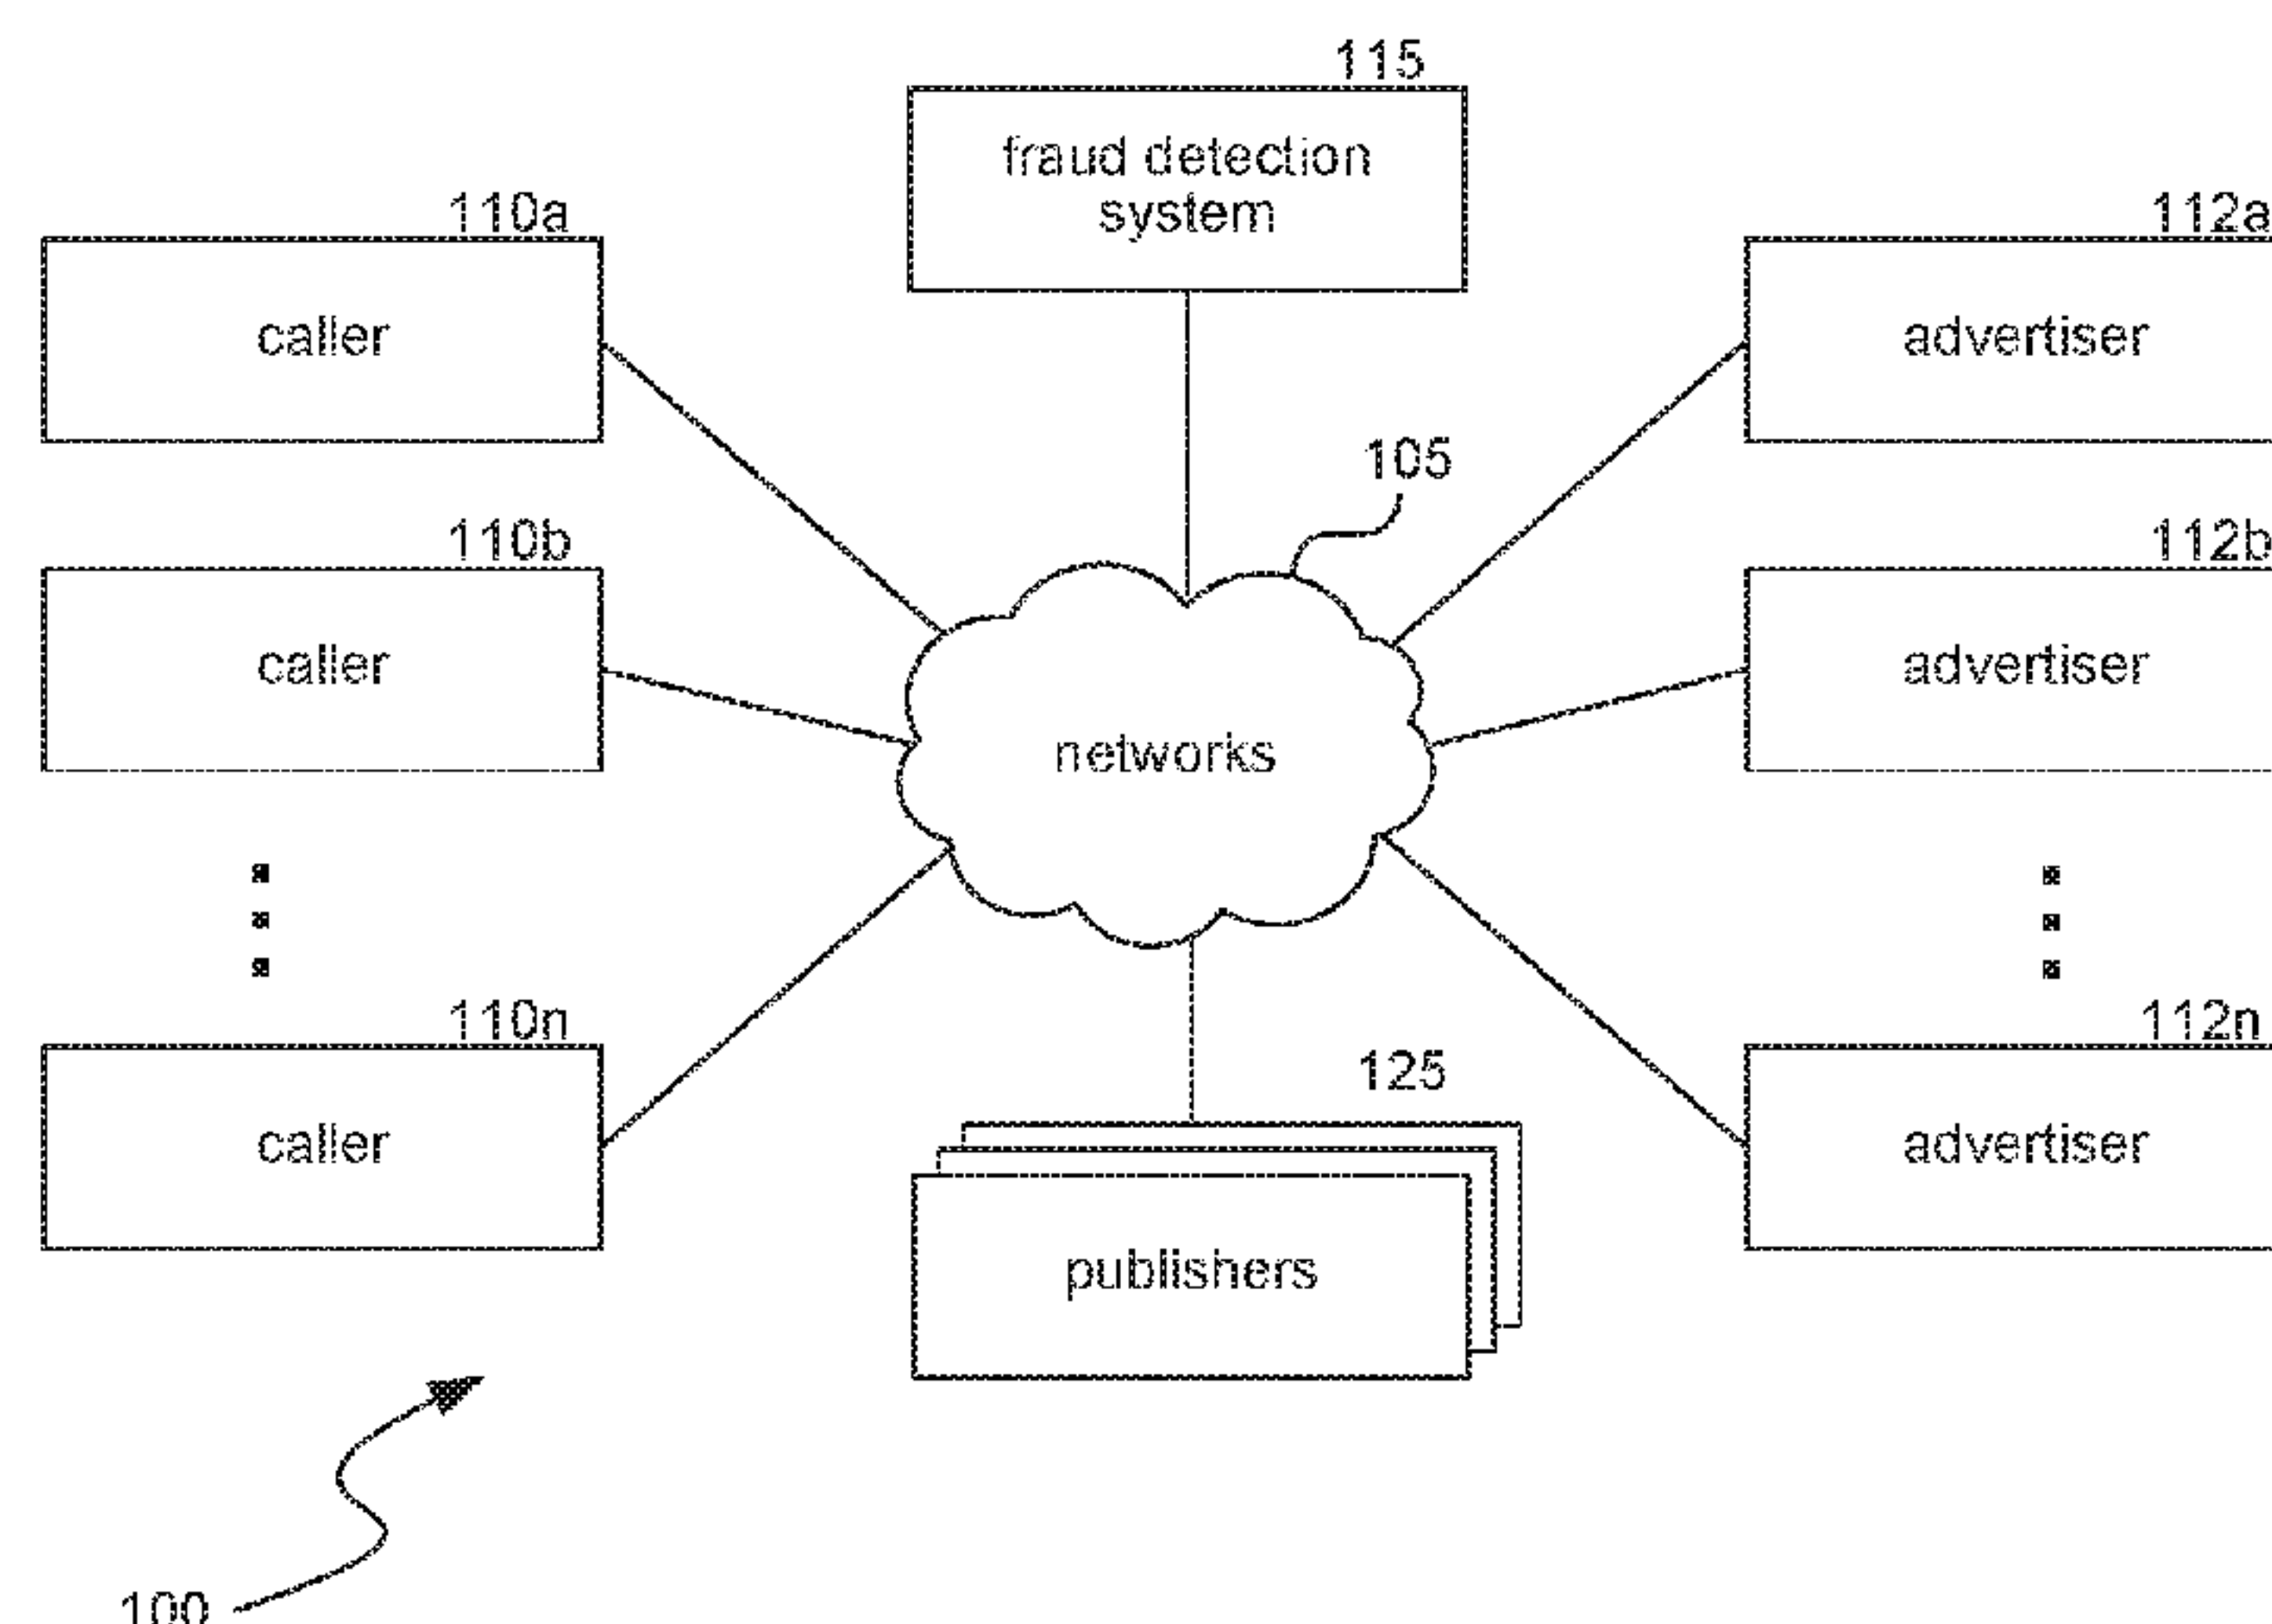 115
fraud detection
system
110a
caller
112a
advertiser
105
110b
caller
112b
advertiser
networks
110n
caller
112n
advertiser
125
publishers
100